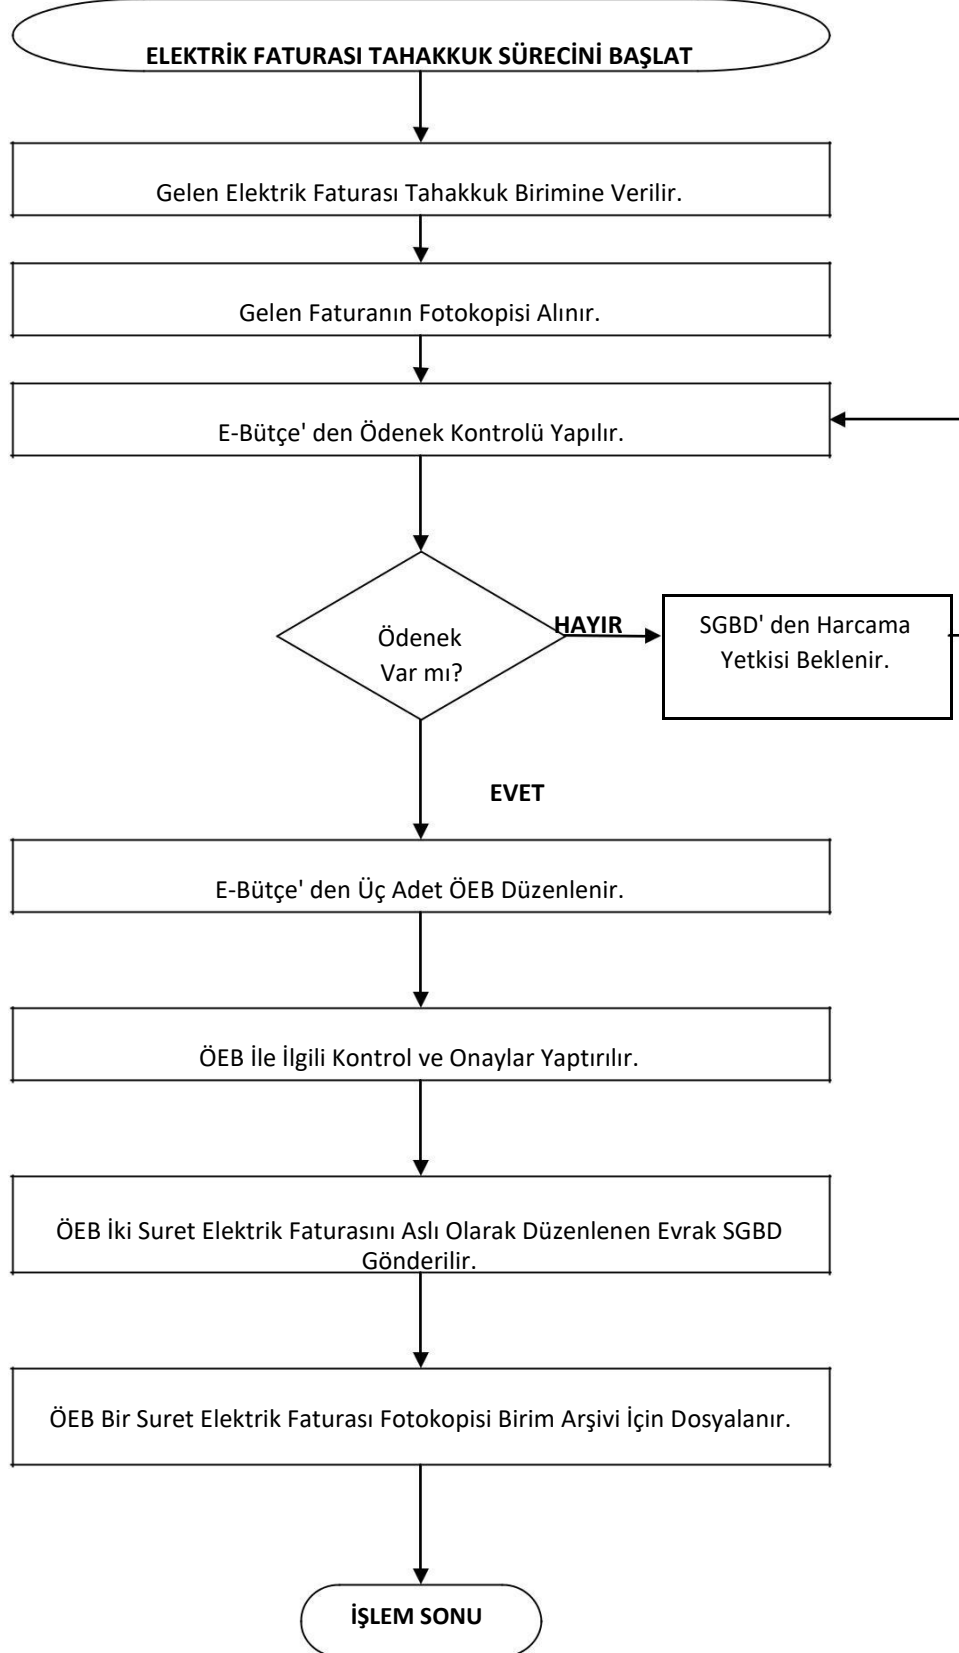 ELEKTRİK FATURASI TAHAKKUK SÜRECİNİ BAŞLAT
Gelen Elektrik Faturası Tahakkuk Birimine Verilir.
Gelen Faturanın Fotokopisi Alınır.
E-Bütçe' den Ödenek Kontrolü Yapılır.
Ödenek
Var mı?
HAYIR
SGBD' den Harcama
Yetkisi Beklenir.
EVET
E-Bütçe' den Üç Adet ÖEB Düzenlenir.
ÖEB İle İlgili Kontrol ve Onaylar Yaptırılır.
ÖEB İki Suret Elektrik Faturasını Aslı Olarak Düzenlenen Evrak SGBD
Gönderilir.
ÖEB Bir Suret Elektrik Faturası Fotokopisi Birim Arşivi İçin Dosyalanır.
İŞLEM SONU